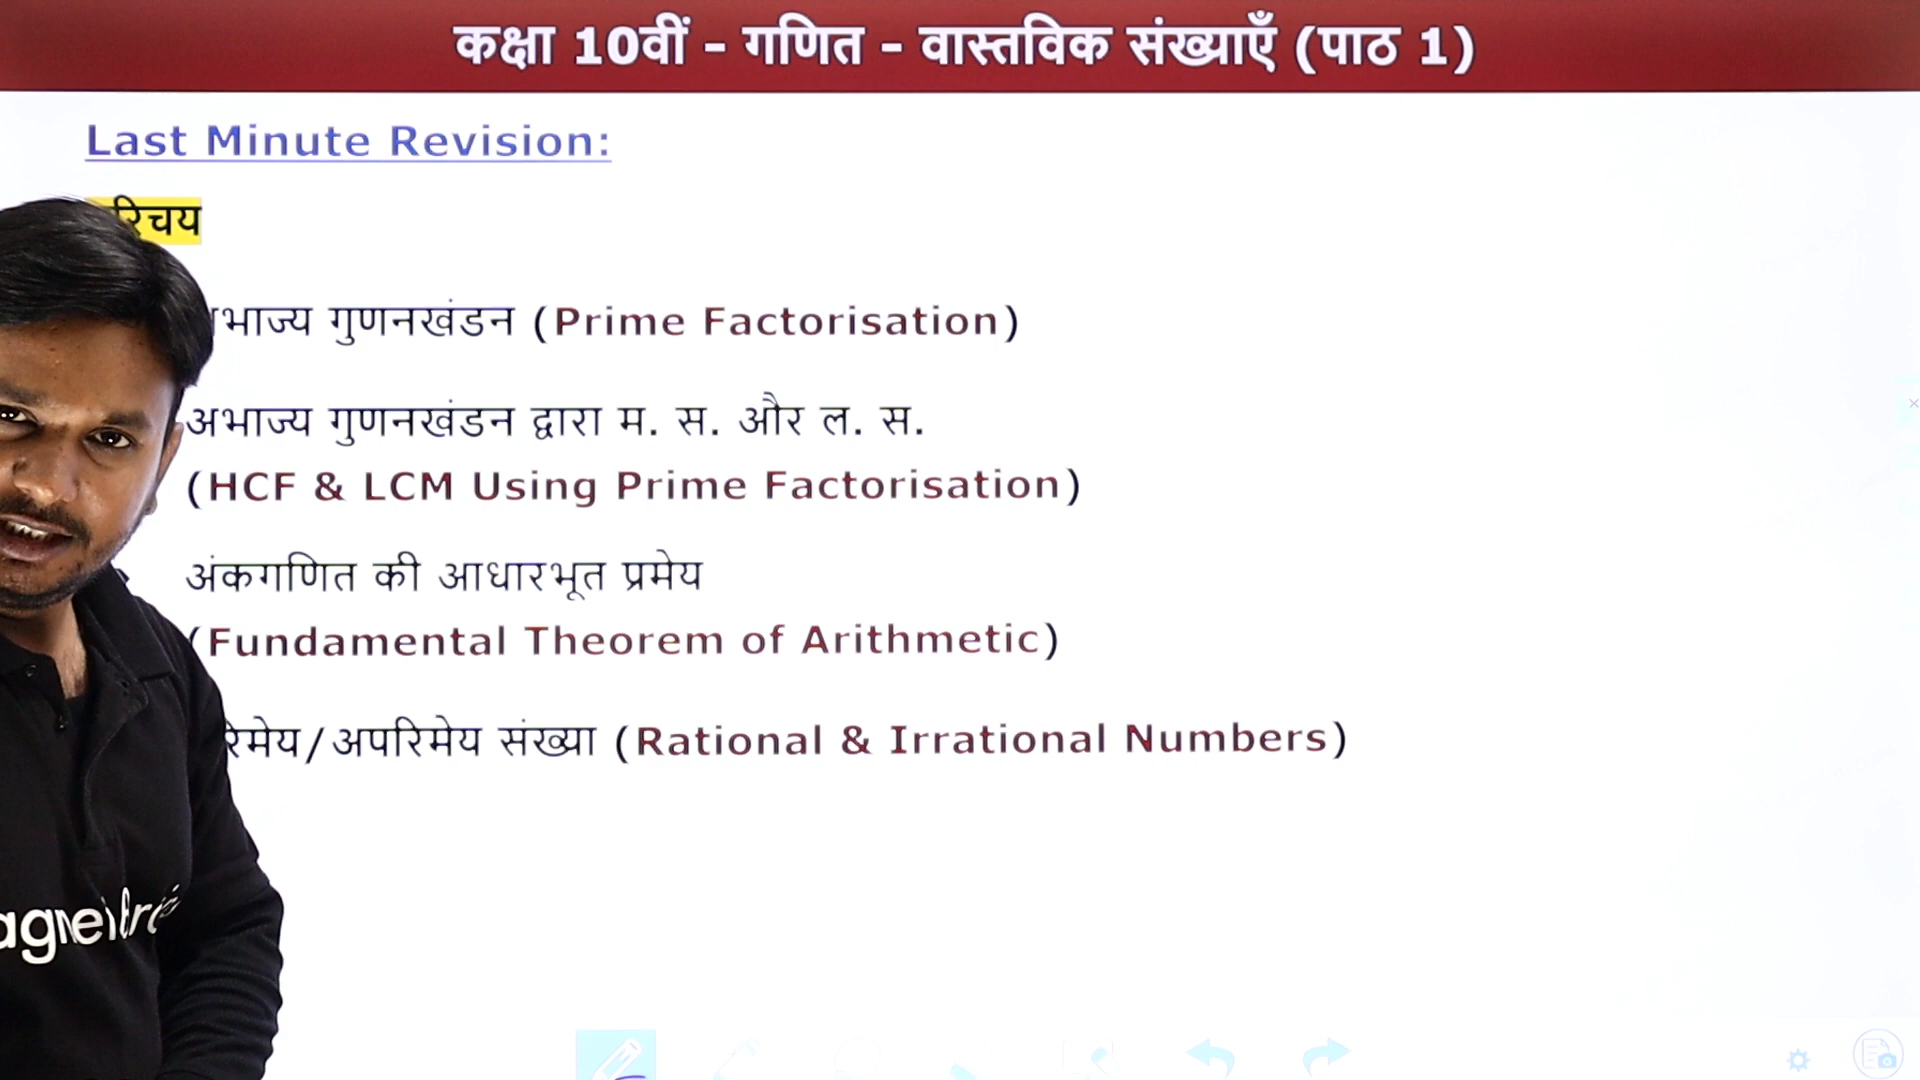 कक्षा 10वीं - गणित - वास्तविक संख्याएँ (पाठ 1)
Last Minute Revision:
गुणनखंडन (Prime Factorisation)
अभाज्य गुणनखंडन द्वारा म. स. और ल. स.
(HCF & LCM Using Prime Factorisation)
अंकगणित की आधारभूत प्रमेय
(Fundamental Theorem of Arithmetic)
/अपरिमेय संख्या (Rational & Irrational Numbers)